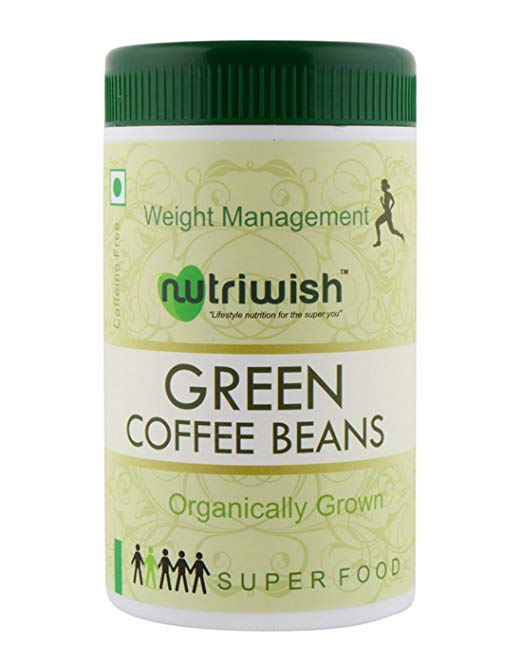 Weight Management
nutriwish™
"Lifestyle nutrition for the super you"
Caffeine Free
GREEN
COFFEE BEANS
Organically Grown
SUPER FOOD